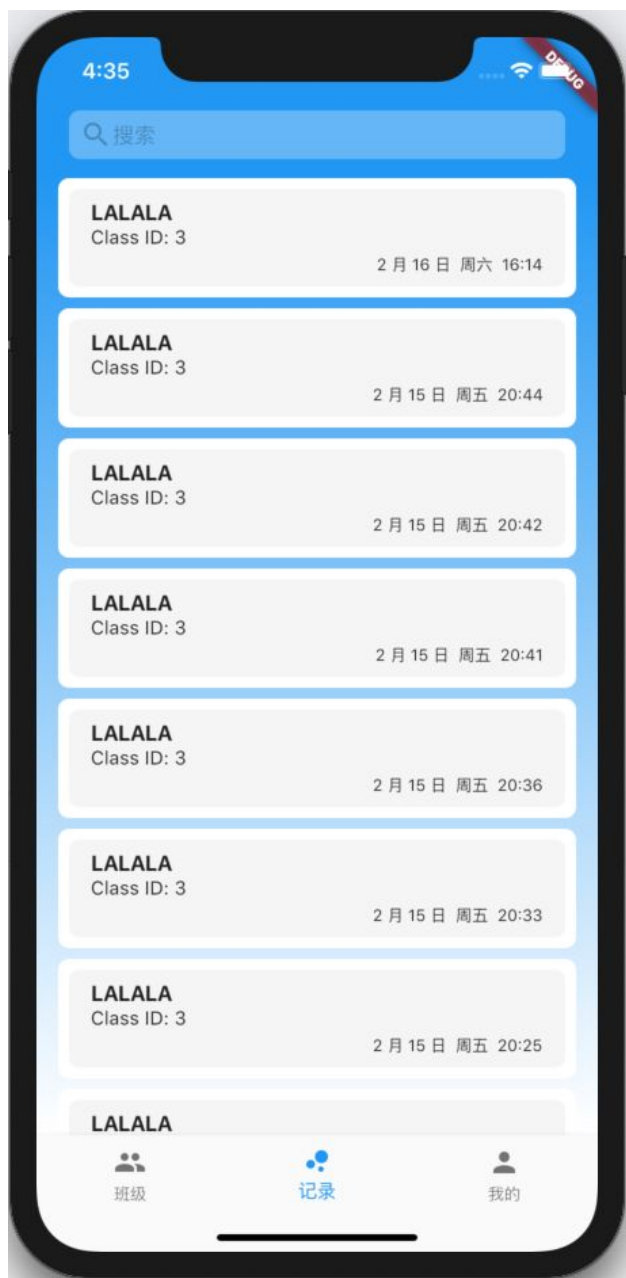 4:35
DEBUG
搜索
LALALA
Class ID: 3
2 月 16 日 周六 16:14
LALALA
Class ID: 3
2 月 15 日 周五 20:44
LALALA
Class ID: 3
2 月 15 日 周五 20:42
LALALA
Class ID: 3
2 月 15 日 周五 20:41
LALALA
Class ID: 3
2 月 15 日 周五 20:36
LALALA
Class ID: 3
2 月 15 日 周五 20:33
LALALA
Class ID: 3
2 月 15 日 周五 20:25
LALALA
班级
记录
我的